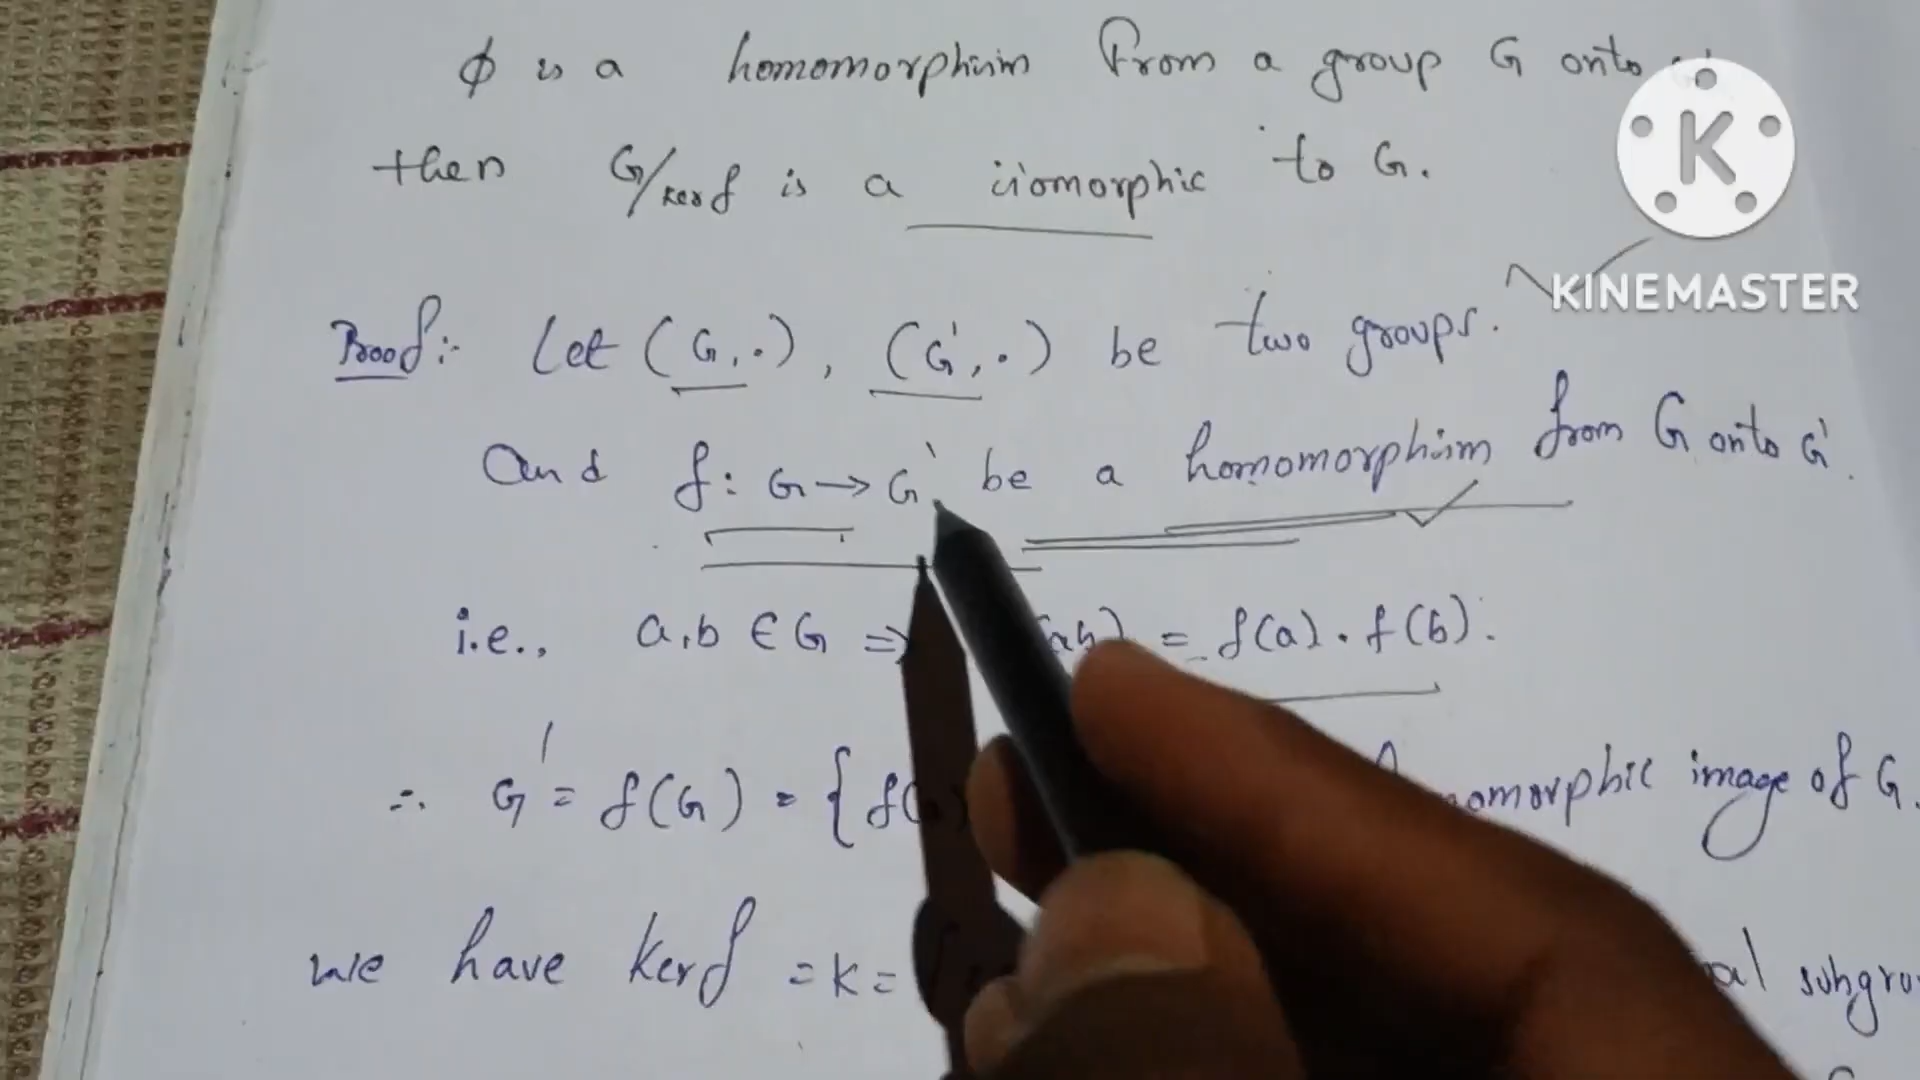 ϕ is a homomorphism From a group G onto
then G/kerf is a isomorphic to G.
KINEMASTER
Proof:- Let (G, .), (G', .) be two groups.
And f: G → G' be a homomorphism from G onto G'.
i.e., a,b ∈ G ⇒ (ab) = f(a) . f(b).
∴ G' = f(G) = {f( image of G.
we have kerf = K =